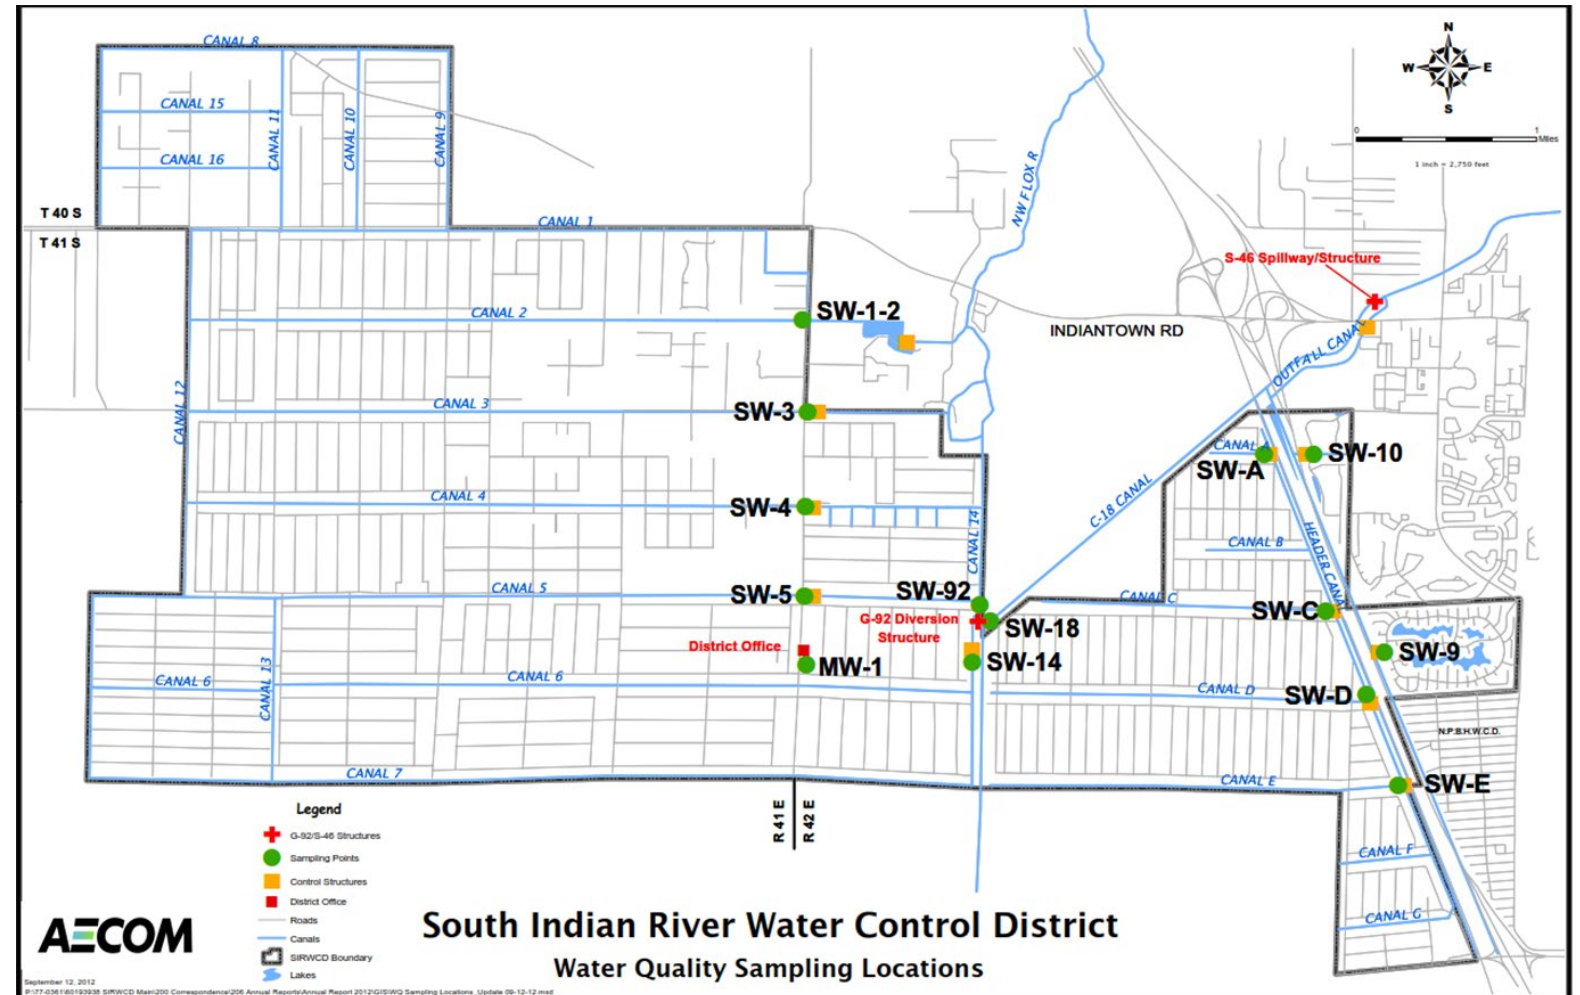 CANAL 8
N
W
E
S
CANAL 15
CANAL 11
CANAL 10
CANAL 9
0
1
Miles
1 inch = 2,750 feet
CANAL 16
NW FLOX R
T 40 S
CANAL 1
T 41 S
S-46 Spillway/Structure
CANAL 2
SW-1-2
INDIANTOWN RD
OUTFALL CANAL
CANAL 12
CANAL 3
SW-3
CANAL A
SW-10
SW-A
CANAL 4
SW-4
C-18 CANAL
CANAL 14
HEADER CANAL
CANAL B
CANAL 5
SW-5
SW-92
CANAL C
SW-C
G-92 Diversion
Structure
SW-18
District Office
SW-9
MW-1
SW-14
CANAL 13
CANAL 6
CANAL 6
CANAL D
SW-D
N.P.B.H.W.C.D.
CANAL 7
CANAL E
SW-E
R 41 E
R 42 E
CANAL F
CANAL G
Legend
G-92/S-46 Structures
Sampling Points
Control Structures
District Office
Roads
Canals
SIRWCD Boundary
Lakes
AECOM
South Indian River Water Control District
Water Quality Sampling Locations
September 12, 2012